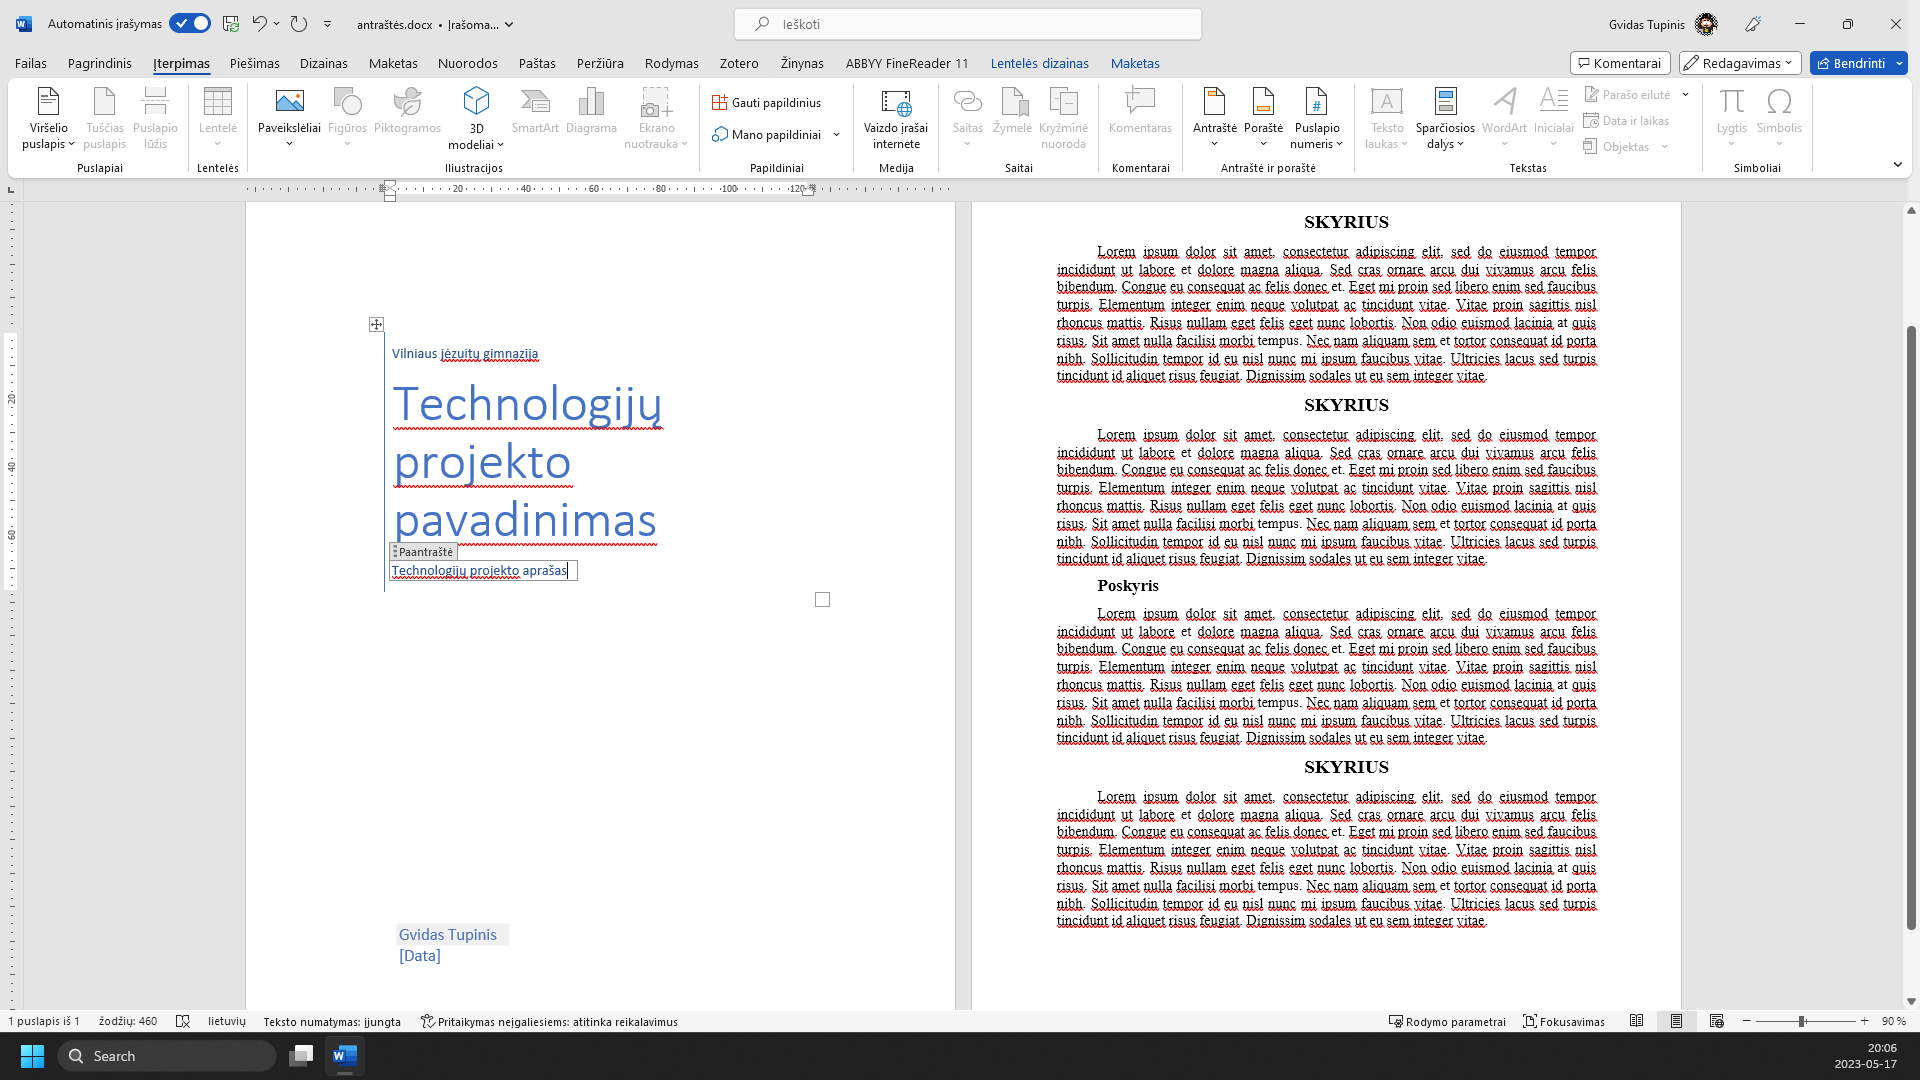 Automatinis įrašymas
antraštės.docx • Įrašoma...
Ieškoti
Gvidas Tupinis
Failas Pagrindinis Įterpimas Piešimas Dizainas Maketas Nuorodos Paštas Peržiūra Rodymas Zotero Žinynas ABBYY FineReader 11 Lentelės dizainas Maketas
Komentarai Redagavimas Bendrinti
Viršelio puslapis
Tuščias puslapis
Puslapio lūžis
Lentelė
Paveikslėliai
Figūros
Piktogramos
3D modeliai
SmartArt
Diagrama
Ekrano nuotrauka
Gauti papildinius
Mano papildiniai
Vaizdo įrašai internete
Saitas
Žymelė
Kryžminė nuoroda
Komentaras
Antraštė
Poraštė
Puslapio numeris
Teksto laukas
Sparčiosios dalys
WordArt
Inicialai
Parašo eilutė
Data ir laikas
Objektas
Lygtis
Simbolis
Puslapiai Lentelės Iliustracijos Papildiniai Medija Saitai Komentarai Antraštė ir poraštė Tekstas Simboliai
20 40 60 80 100 120
20
40
60
Vilniaus jėzuitų gimnazija
Technologijų
projekto
pavadinimas
Paantraštė
Technologijų projekto aprašas
Gvidas Tupinis
[Data]
SKYRIUS
Lorem ipsum dolor sit amet, consectetur adipiscing elit, sed do eiusmod tempor
incididunt ut labore et dolore magna aliqua. Sed cras ornare arcu dui vivamus arcu felis
bibendum. Congue eu consequat ac felis donec et. Eget mi proin sed libero enim sed faucibus
turpis. Elementum integer enim neque volutpat ac tincidunt vitae. Vitae proin sagittis nisl
rhoncus mattis. Risus nullam eget felis eget nunc lobortis. Non odio euismod lacinia at quis
risus. Sit amet nulla facilisi morbi tempus. Nec nam aliquam sem et tortor consequat id porta
nibh. Sollicitudin tempor id eu nisl nunc mi ipsum faucibus vitae. Ultricies lacus sed turpis
tincidunt id aliquet risus feugiat. Dignissim sodales ut eu sem integer vitae.
SKYRIUS
Lorem ipsum dolor sit amet, consectetur adipiscing elit, sed do eiusmod tempor
incididunt ut labore et dolore magna aliqua. Sed cras ornare arcu dui vivamus arcu felis
bibendum. Congue eu consequat ac felis donec et. Eget mi proin sed libero enim sed faucibus
turpis. Elementum integer enim neque volutpat ac tincidunt vitae. Vitae proin sagittis nisl
rhoncus mattis. Risus nullam eget felis eget nunc lobortis. Non odio euismod lacinia at quis
risus. Sit amet nulla facilisi morbi tempus. Nec nam aliquam sem et tortor consequat id porta
nibh. Sollicitudin tempor id eu nisl nunc mi ipsum faucibus vitae. Ultricies lacus sed turpis
tincidunt id aliquet risus feugiat. Dignissim sodales ut eu sem integer vitae.
Poskyris
Lorem ipsum dolor sit amet, consectetur adipiscing elit, sed do eiusmod tempor
incididunt ut labore et dolore magna aliqua. Sed cras ornare arcu dui vivamus arcu felis
bibendum. Congue eu consequat ac felis donec et. Eget mi proin sed libero enim sed faucibus
turpis. Elementum integer enim neque volutpat ac tincidunt vitae. Vitae proin sagittis nisl
rhoncus mattis. Risus nullam eget felis eget nunc lobortis. Non odio euismod lacinia at quis
risus. Sit amet nulla facilisi morbi tempus. Nec nam aliquam sem et tortor consequat id porta
nibh. Sollicitudin tempor id eu nisl nunc mi ipsum faucibus vitae. Ultricies lacus sed turpis
tincidunt id aliquet risus feugiat. Dignissim sodales ut eu sem integer vitae.
SKYRIUS
Lorem ipsum dolor sit amet, consectetur adipiscing elit, sed do eiusmod tempor
incididunt ut labore et dolore magna aliqua. Sed cras ornare arcu dui vivamus arcu felis
bibendum. Congue eu consequat ac felis donec et. Eget mi proin sed libero enim sed faucibus
turpis. Elementum integer enim neque volutpat ac tincidunt vitae. Vitae proin sagittis nisl
rhoncus mattis. Risus nullam eget felis eget nunc lobortis. Non odio euismod lacinia at quis
risus. Sit amet nulla facilisi morbi tempus. Nec nam aliquam sem et tortor consequat id porta
nibh. Sollicitudin tempor id eu nisl nunc mi ipsum faucibus vitae. Ultricies lacus sed turpis
tincidunt id aliquet risus feugiat. Dignissim sodales ut eu sem integer vitae.
1 puslapis iš 1 žodžių: 460 lietuvių Teksto numatymas: įjungta Pritaikymas neįgaliesiems: atitinka reikalavimus Rodymo parametrai Fokusavimas 90 %
Search
20:06
2023-05-17